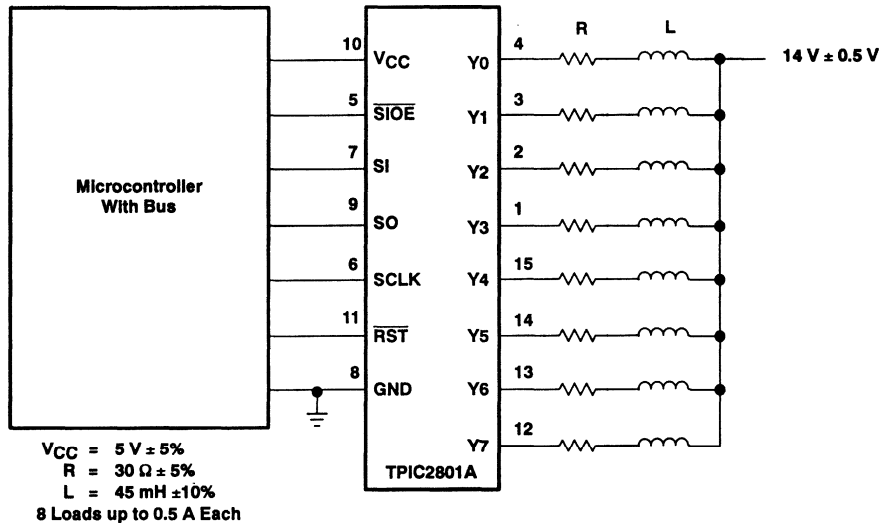 R L
10 VCC Y0 4 14 V ± 0.5 V
5 SIOE Y1 3
7 SI Y2 2
Microcontroller
With Bus
9 SO Y3 1
6 SCLK Y4 15
11 RST Y5 14
8 GND Y6 13
Y7 12
TPIC2801A
VCC = 5 V ± 5%
R = 30 Ω ± 5%
L = 45 mH ±10%
8 Loads up to 0.5 A Each